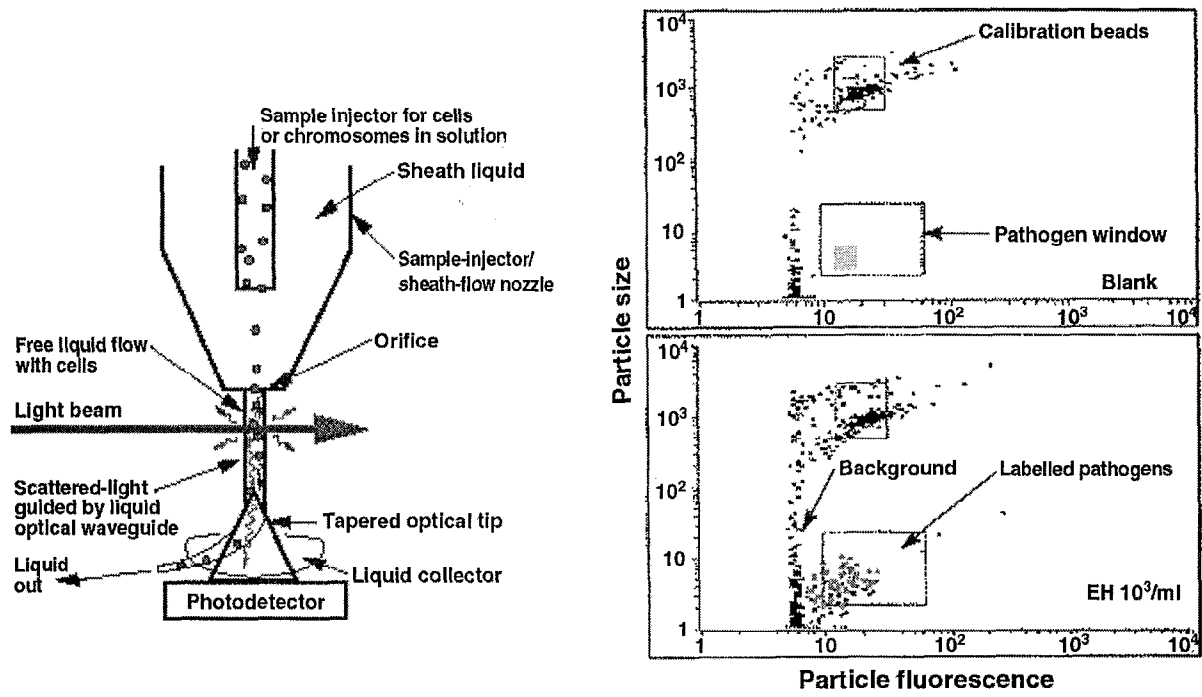 Sample injector for cells
or chromosomes in solution
Sheath liquid
Sample-injector/
sheath-flow nozzle
Free liquid flow
with cells
Orifice
Light beam
Scattered-light
guided by liquid
optical waveguide
Tapered optical tip
Liquid
out
Liquid collector
Photodetector
Particle size
10⁴
10³
10²
10
1
Calibration beads
Pathogen window
Blank
1
10
10²
10³
10⁴
10⁴
10³
10²
10
1
Background
Labelled pathogens
EH 10³/ml
1
10
10²
10³
10⁴
Particle fluorescence